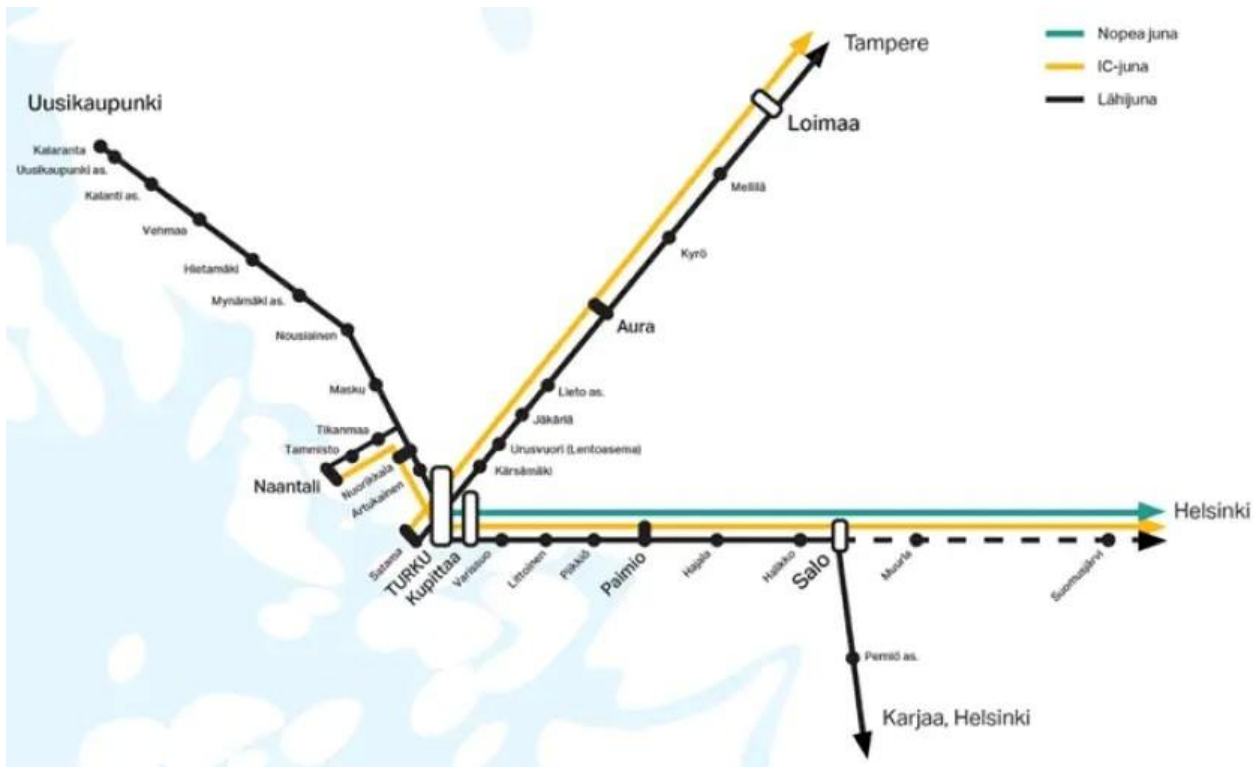 Nopea juna
IC-juna
Lähijuna
Tampere
Uusikaupunki
Loimaa
Kalaranta
Uusikaupunki as.
Kalanti as.
Mellilä
Vehmaa
Kyrö
Hietamäki
Mynämäki as.
Aura
Nousiainen
Masku
Lieto as.
Jäkärlä
Tikanmaa
Tammisto
Urusvuori (Lentoasema)
Kärsämäki
Naantali
Nuorikkala
Artukainen
Helsinki
Satama
TURKU
Kupittaa
Varissuo
Littoinen
Piikkiö
Paimio
Hajala
Halikko
Salo
Muurla
Suomusjärvi
Perniö as.
Karjaa, Helsinki